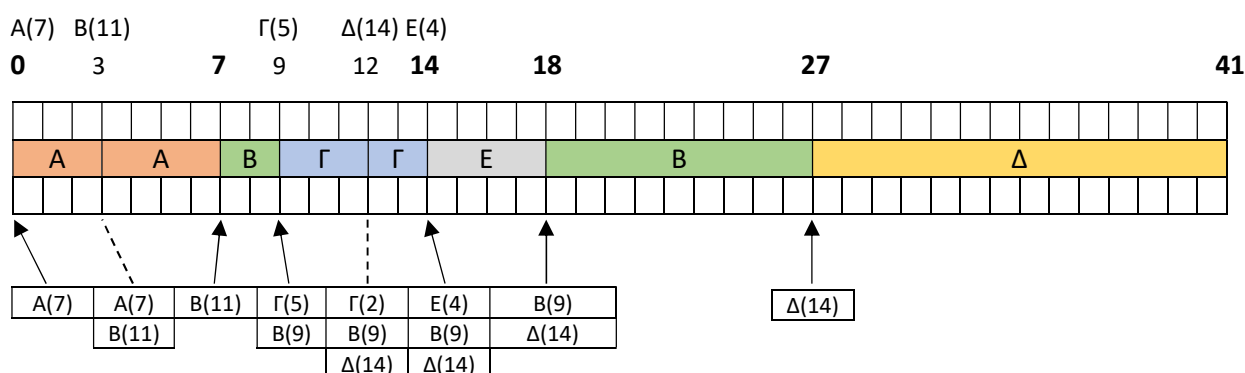 Α(7) Β(11) Γ(5) Δ(14) Ε(4)
0 3 7 9 12 14 18 27 41
Α Α Β Γ Γ Ε Β Δ
Α(7) Α(7) Β(11) Γ(5) Γ(2) Ε(4) Β(9) Δ(14)
Β(11) Β(9) Β(9) Β(9) Δ(14)
Δ(14) Δ(14)